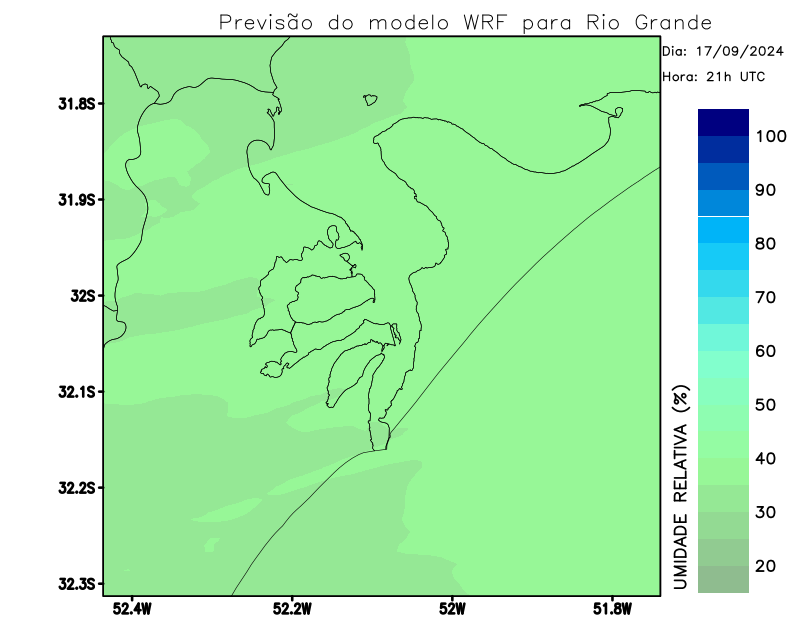 Previsão do modelo WRF para Rio Grande
Dia: 17/09/2024
Hora: 21h UTC
31.8S
31.9S
32S
32.1S
32.2S
32.3S
52.4W
52.2W
52W
51.8W
100
90
80
70
60
50
40
30
20
UMIDADE RELATIVA (%)